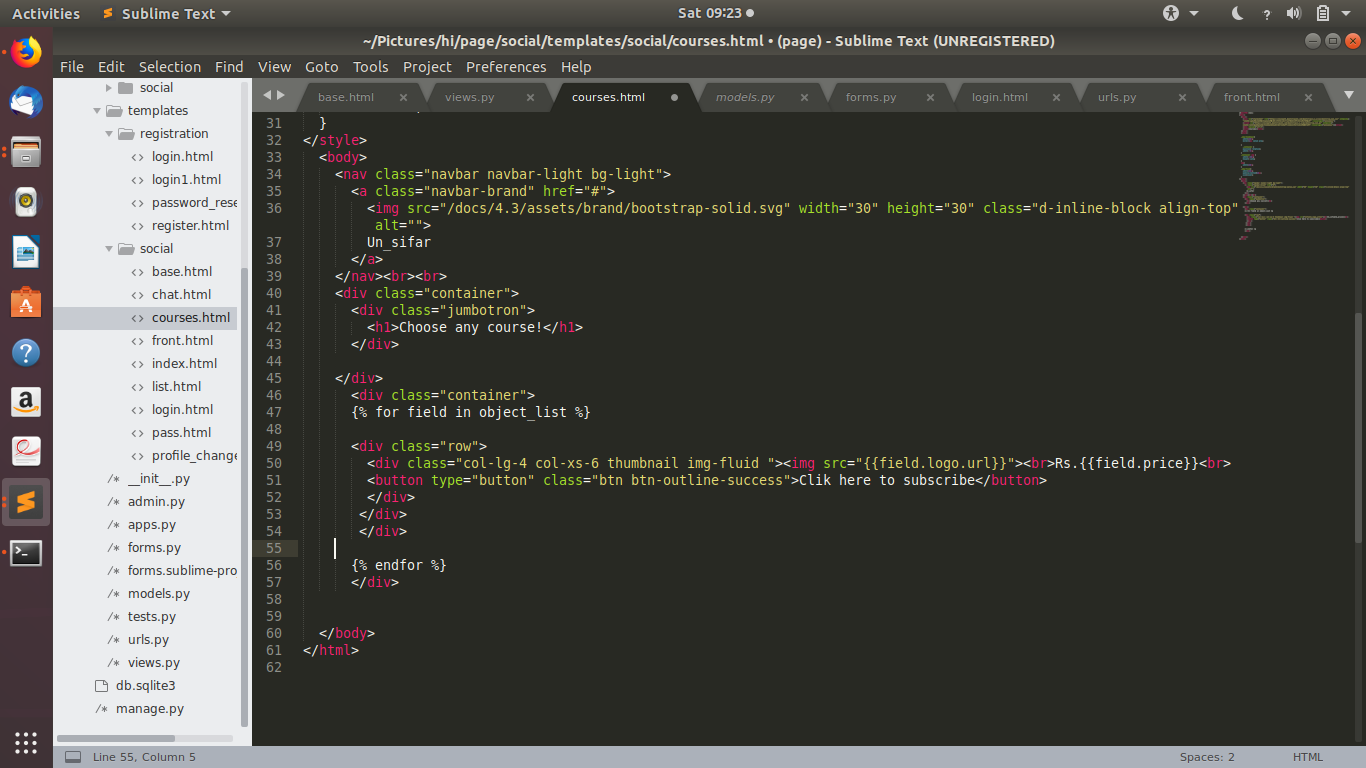 Activities Sublime Text Sat 09:23
~/Pictures/hi/page/social/templates/social/courses.html • (page) - Sublime Text (UNREGISTERED)
File Edit Selection Find View Goto Tools Project Preferences Help
social
templates
registration
login.html
login1.html
password_rese
register.html
social
base.html
chat.html
courses.html
front.html
index.html
list.html
login.html
pass.html
profile_change
__init__.py
admin.py
apps.py
forms.py
forms.sublime-pro
models.py
tests.py
urls.py
views.py
db.sqlite3
manage.py
base.html views.py courses.html models.py forms.py login.html urls.py front.html
31 }
32 </style>
33 <body>
34 <nav class="navbar navbar-light bg-light">
35 <a class="navbar-brand" href="#">
36 <img src="/docs/4.3/assets/brand/bootstrap-solid.svg" width="30" height="30" class="d-inline-block align-top"
alt="">
37 Un_sifar
38 </a>
39 </nav><br><br>
40 <div class="container">
41 <div class="jumbotron">
42 <h1>Choose any course!</h1>
43 </div>
44
45 </div>
46 <div class="container">
47 {% for field in object_list %}
48
49 <div class="row">
50 <div class="col-lg-4 col-xs-6 thumbnail img-fluid "><img src="{{field.logo.url}}"><br>Rs.{{field.price}}<br>
51 <button type="button" class="btn btn-outline-success">Clik here to subscribe</button>
52 </div>
53 </div>
54 </div>
55
56 {% endfor %}
57 </div>
58
59
60 </body>
61 </html>
62
Line 55, Column 5 Spaces: 2 HTML